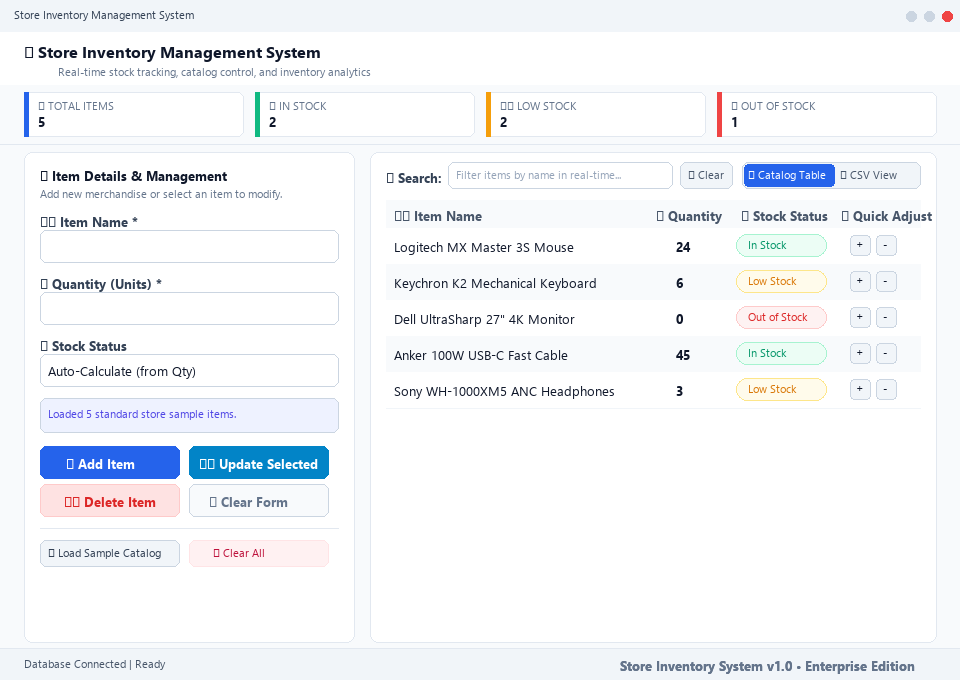 Store Inventory Management System
Store Inventory Management System
Real-time stock tracking, catalog control, and inventory analytics
TOTAL ITEMS
5
IN STOCK
2
LOW STOCK
2
OUT OF STOCK
1
Item Details & Management
Add new merchandise or select an item to modify.
Item Name *
Quantity (Units) *
Stock Status
Auto-Calculate (from Qty)
Loaded 5 standard store sample items.
Add Item
Update Selected
Delete Item
Clear Form
Load Sample Catalog
Clear All
Search: Filter items by name in real-time... Clear Catalog Table CSV View
Item Name Quantity Stock Status Quick Adjust
Logitech MX Master 3S Mouse 24 In Stock + -
Keychron K2 Mechanical Keyboard 6 Low Stock + -
Dell UltraSharp 27" 4K Monitor 0 Out of Stock + -
Anker 100W USB-C Fast Cable 45 In Stock + -
Sony WH-1000XM5 ANC Headphones 3 Low Stock + -
Database Connected | Ready
Store Inventory System v1.0 • Enterprise Edition